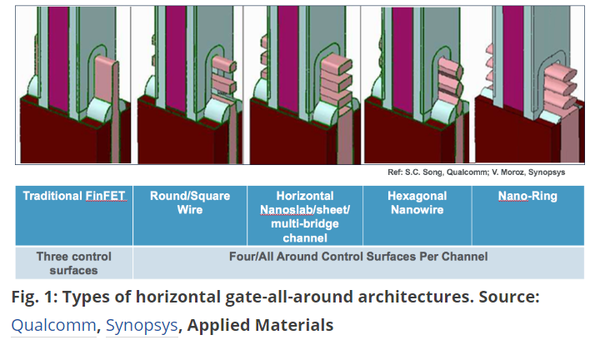 Ref: S.C. Song, Qualcomm; V. Moroz, Synopsys
Traditional FinFET
Round/Square
Wire
Horizontal
Nanoslab/sheet/
multi-bridge
channel
Hexagonal
Nanowire
Nano-Ring
Three control
surfaces
Four/All Around Control Surfaces Per Channel
Fig. 1: Types of horizontal gate-all-around architectures. Source:
Qualcomm, Synopsys, Applied Materials